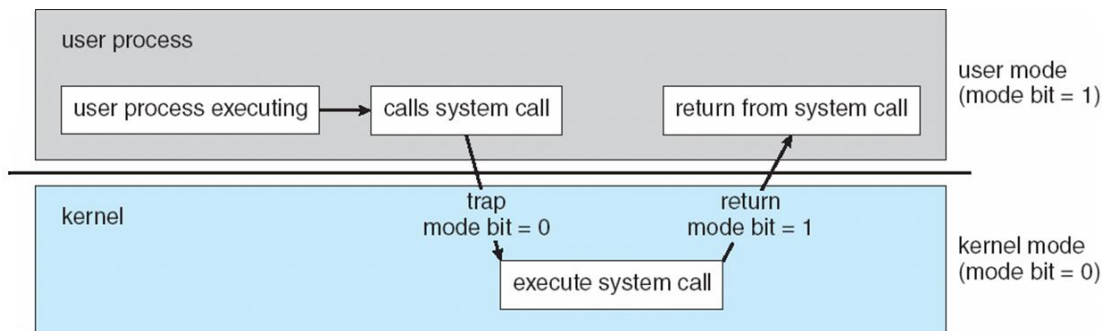 user process
user process executing
calls system call
return from system call
user mode
(mode bit = 1)
kernel
trap
mode bit = 0
return
mode bit = 1
execute system call
kernel mode
(mode bit = 0)